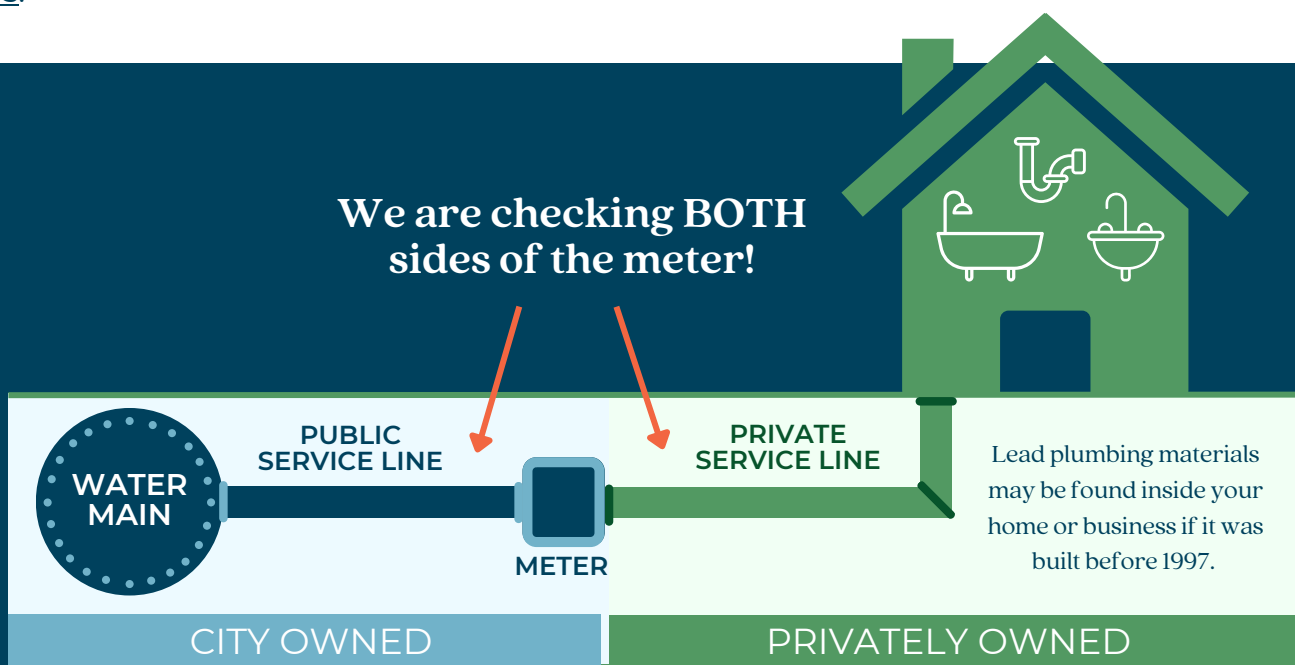 We are checking BOTH
sides of the meter!
WATER
MAIN
PUBLIC
SERVICE LINE
METER
PRIVATE
SERVICE LINE
Lead plumbing materials
may be found inside your
home or business if it was
built before 1997.
CITY OWNED
PRIVATELY OWNED